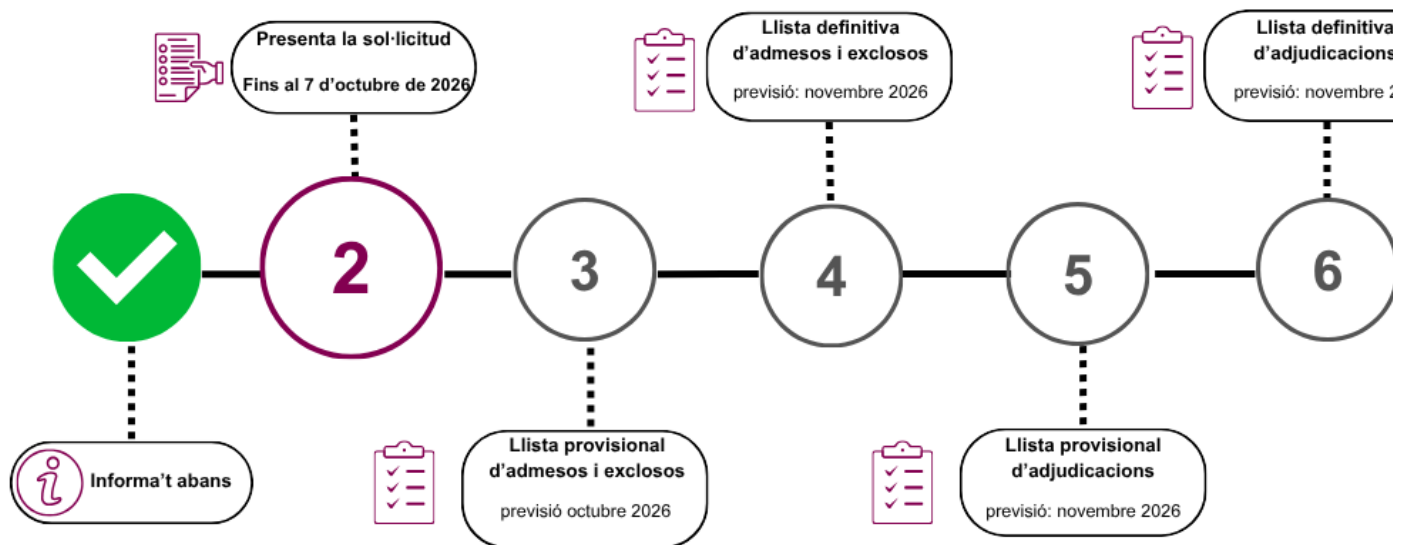 Presenta la sol·licitud
Fins al 7 d'octubre de 2026
Llista definitiva
d'admesos i exclosos
previsió: novembre 2026
Llista definitiva
d'adjudicacions
previsió: novembre 2
2
3
4
5
6
Informa't abans
Llista provisional
d'admesos i exclosos
previsió octubre 2026
Llista provisional
d'adjudicacions
previsió: novembre 2026